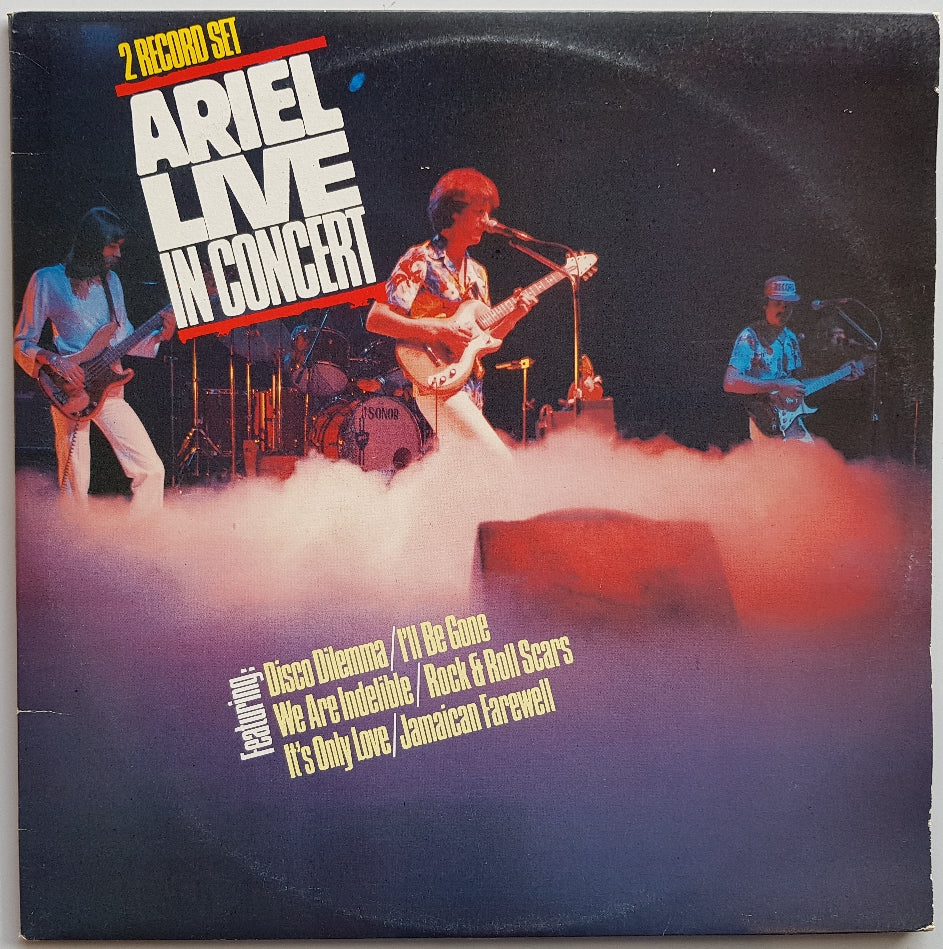 2 RECORD SET
ARIEL
LIVE
IN CONCERT
SONOR
Featuring:
Disco Dilemma/I'll Be Gone
We Are Indelible/Rock & Roll Scars
It's Only Love/Jamaican Farewell